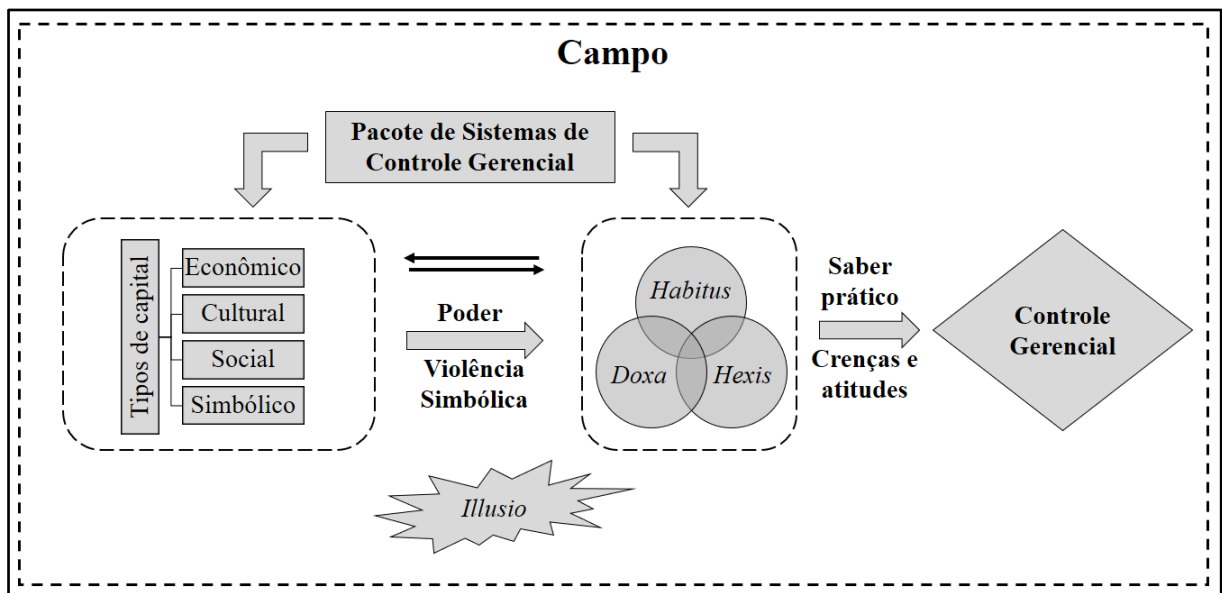 Campo
Pacote de Sistemas de
Controle Gerencial
Tipos de capital
Econômico
Cultural
Social
Simbólico
Poder
Violência
Simbólica
Habitus
Doxa
Hexis
Saber
prático
Crenças e
atitudes
Controle
Gerencial
Illusio